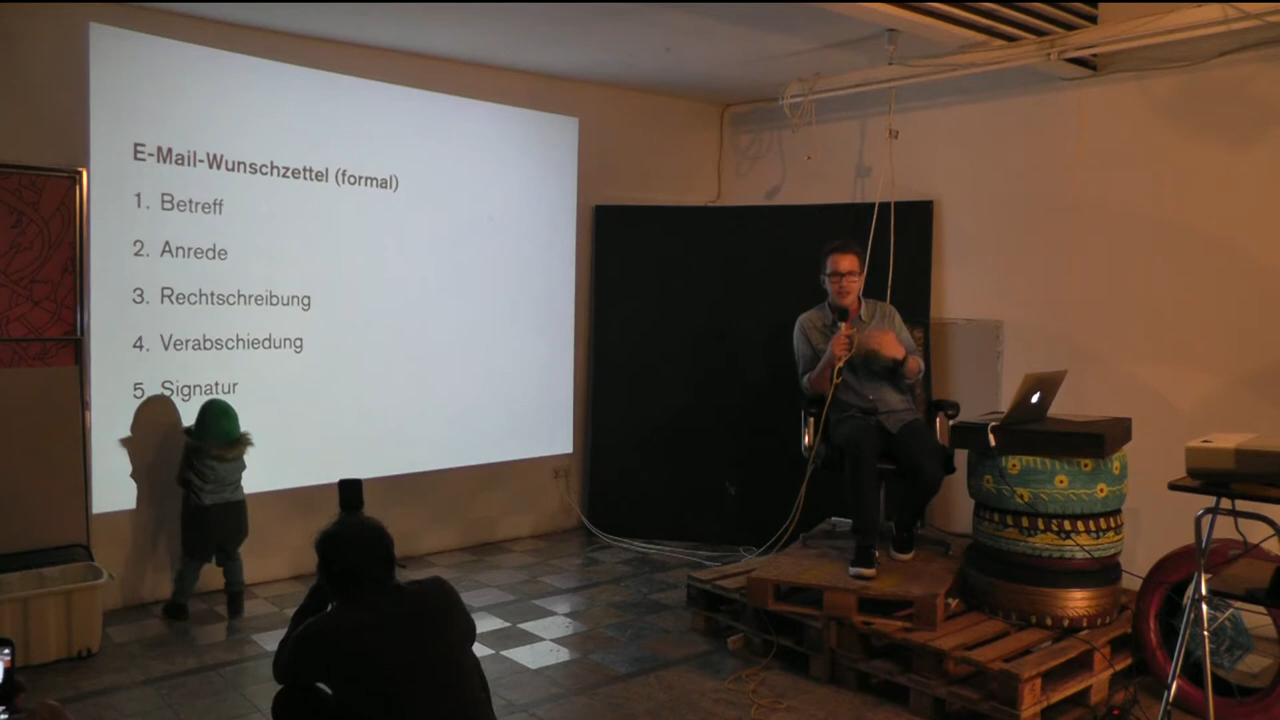 E-Mail-Wunschzettel (formal)
1. Betreff
2. Anrede
3. Rechtschreibung
4. Verabschiedung
5. Signatur